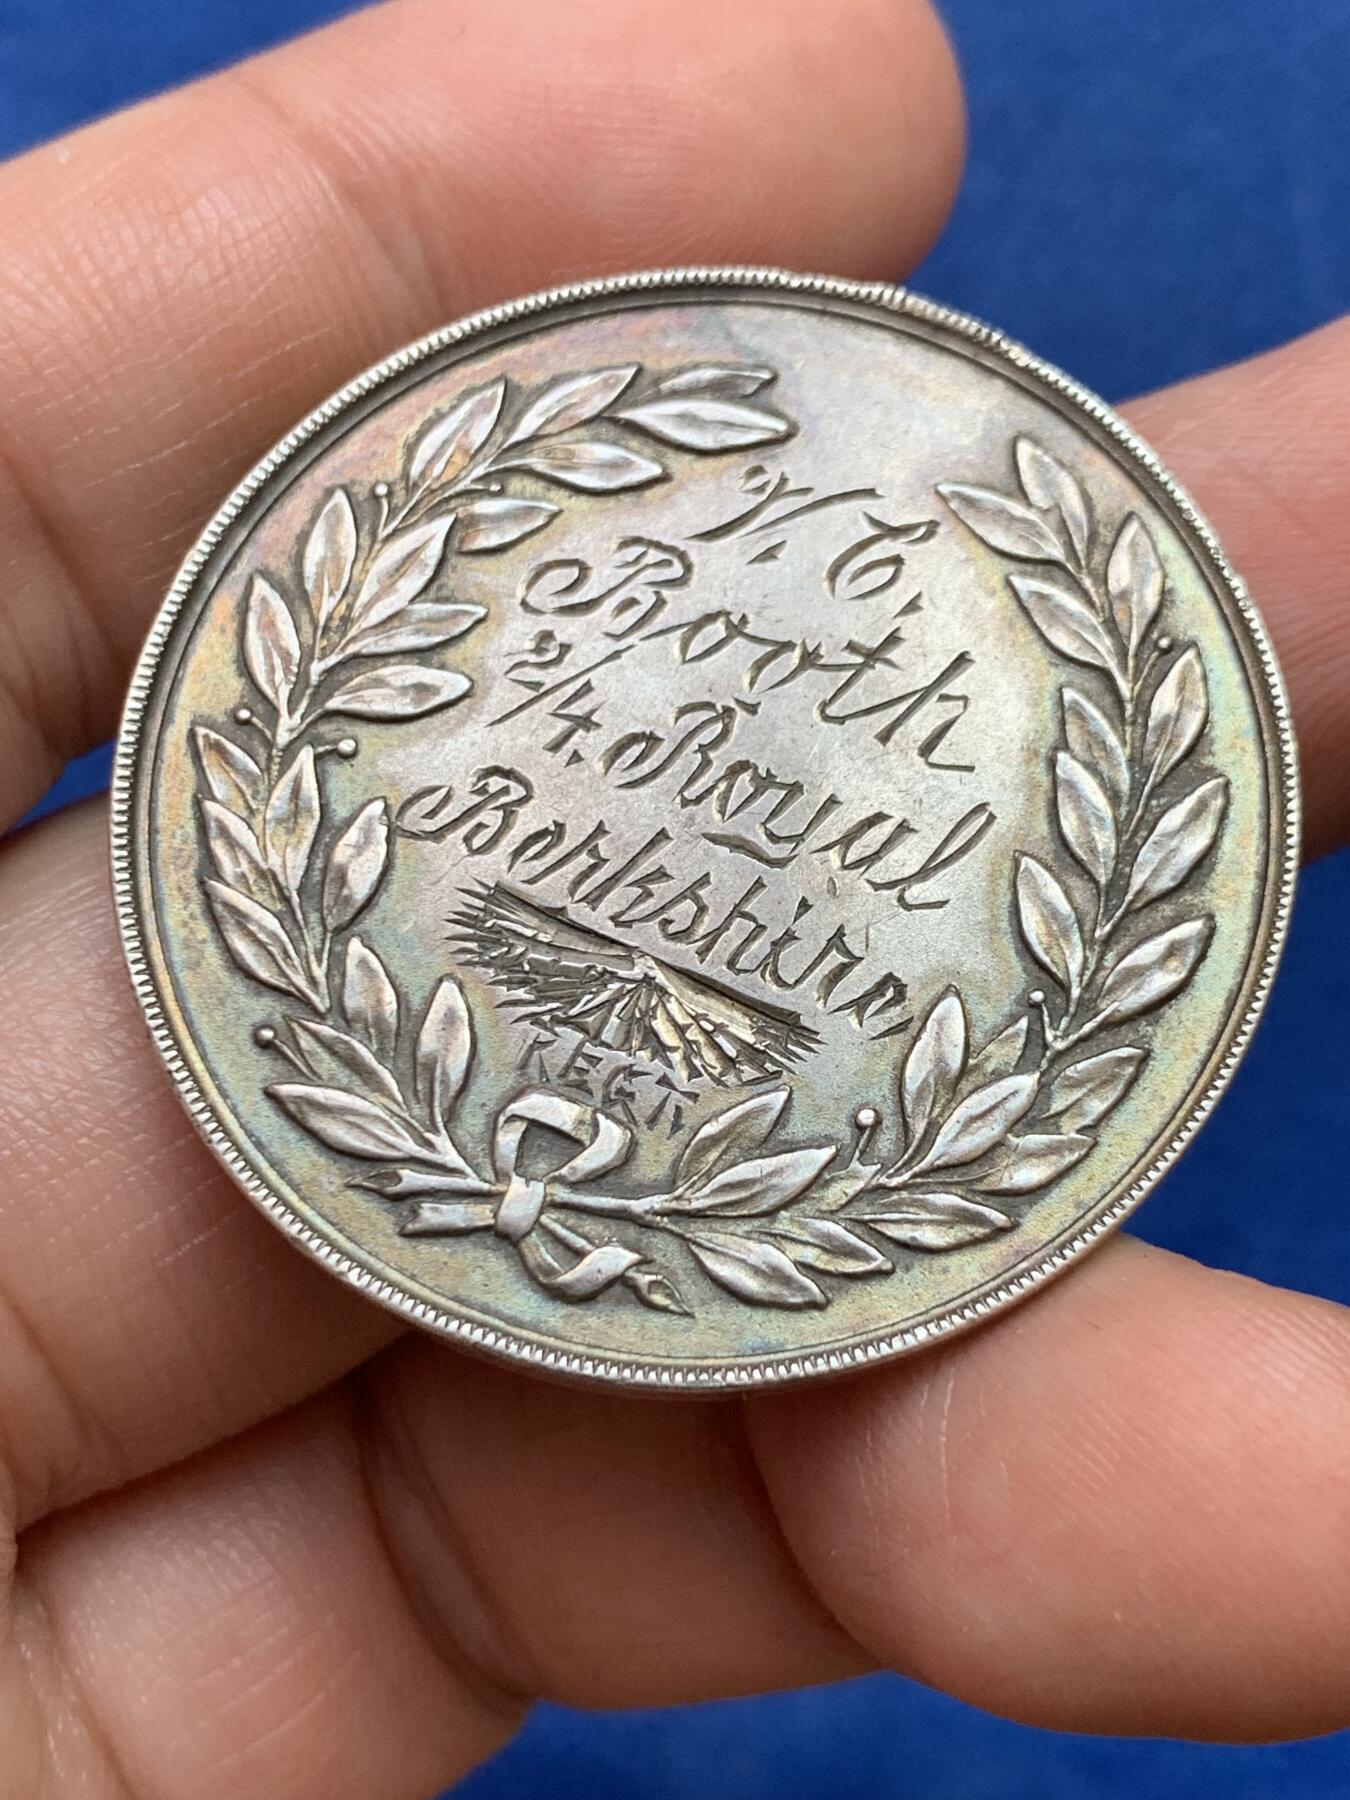 V. C.
Booth
2/4. Royal
Berkshire
REGT.